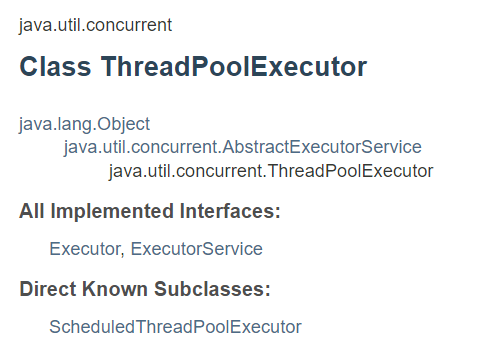 java.util.concurrent
Class ThreadPoolExecutor
java.lang.Object
java.util.concurrent.AbstractExecutorService
java.util.concurrent.ThreadPoolExecutor
All Implemented Interfaces:
Executor, ExecutorService
Direct Known Subclasses:
ScheduledThreadPoolExecutor